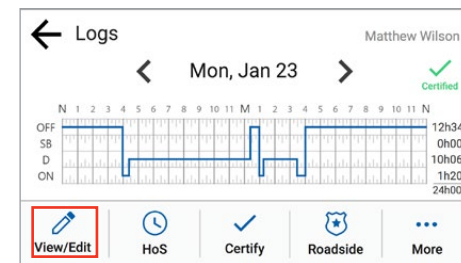 Logs
Matthew Wilson
Mon, Jan 23
Certified
N 1 2 3 4 5 6 7 8 9 10 11 M 1 2 3 4 5 6 7 8 9 10 11 N
OFF 12h34
SB 0h00
D 10h06
ON 1h20
24h00
View/Edit HoS Certify Roadside More